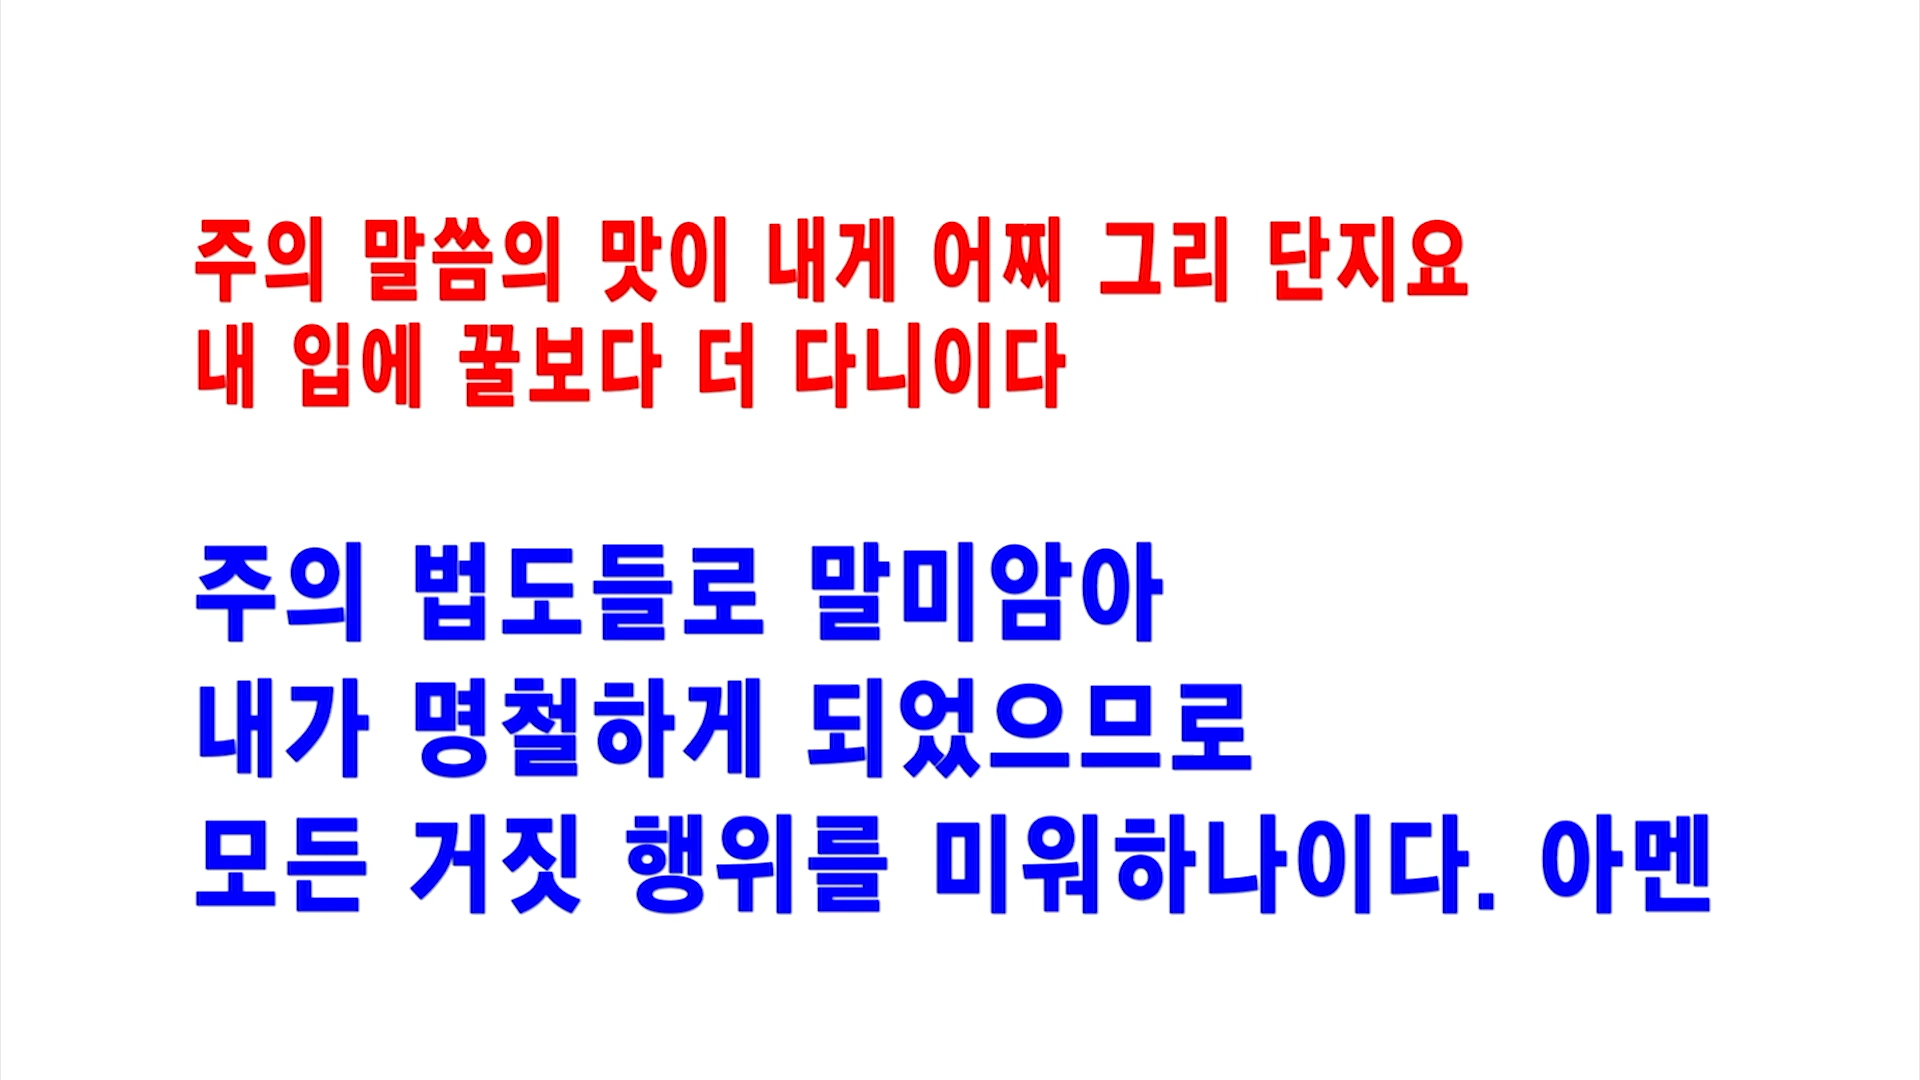 주의 말씀의 맛이 내게 어찌 그리 단지요
내 입에 꿀보다 더 다니이다
주의 법도들로 말미암아
내가 명철하게 되었으므로
모든 거짓 행위를 미워하나이다. 아멘